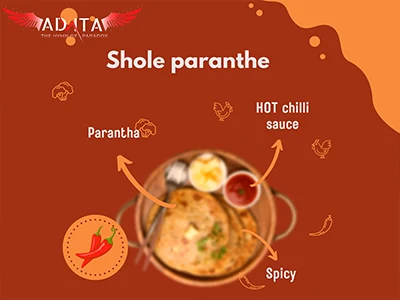 ADITA
THE HYMN OF PARADOX
Shole paranthe
HOT chilli
sauce
Parantha
Spicy